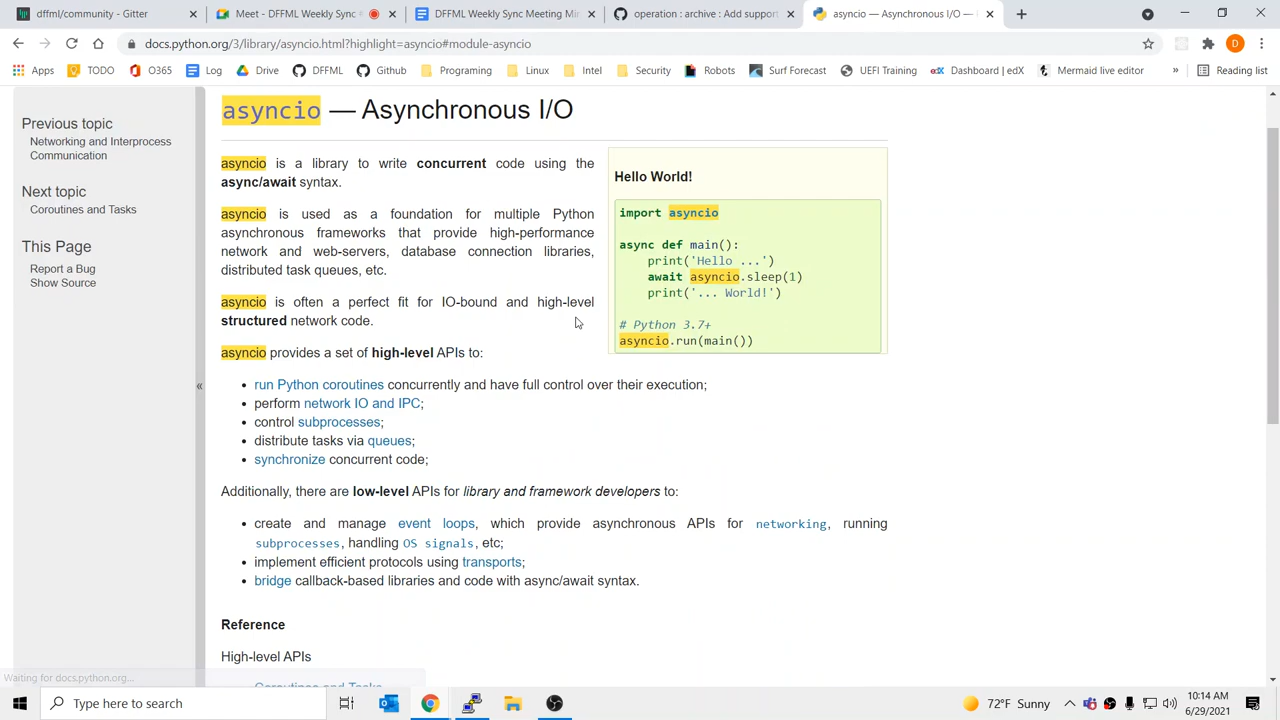 dffml/community - Gitter
Meet - DFFML Weekly Sync
DFFML Weekly Sync Meeting Min
operation : archive : Add support
asyncio — Asynchronous I/O —
docs.python.org/3/library/asyncio.html?highlight=asyncio#module-asyncio
D
Apps
TODO
O365
Log
Drive
DFFML
Github
Programing
Linux
Intel
Security
Robots
Surf Forecast
UEFI Training
edX
Dashboard | edX
Mermaid live editor
»
Reading list
Previous topic
Networking and Interprocess
Communication
Next topic
Coroutines and Tasks
This Page
Report a Bug
Show Source
«
asyncio — Asynchronous I/O
asyncio is a library to write concurrent code using the
async/await syntax.
asyncio is used as a foundation for multiple Python
asynchronous frameworks that provide high-performance
network and web-servers, database connection libraries,
distributed task queues, etc.
asyncio is often a perfect fit for IO-bound and high-level
structured network code.
Hello World!
import asyncio
async def main():
    print('Hello ...')
    await asyncio.sleep(1)
    print('... World!')
# Python 3.7+
asyncio.run(main())
asyncio provides a set of high-level APIs to:
• run Python coroutines concurrently and have full control over their execution;
• perform network IO and IPC;
• control subprocesses;
• distribute tasks via queues;
• synchronize concurrent code;
Additionally, there are low-level APIs for library and framework developers to:
• create and manage event loops, which provide asynchronous APIs for networking, running
subprocesses, handling OS signals, etc;
• implement efficient protocols using transports;
• bridge callback-based libraries and code with async/await syntax.
Reference
High-level APIs
Coroutines and Tasks
Waiting for docs.python.org...
Type here to search
72°F Sunny
10:14 AM
6/29/2021